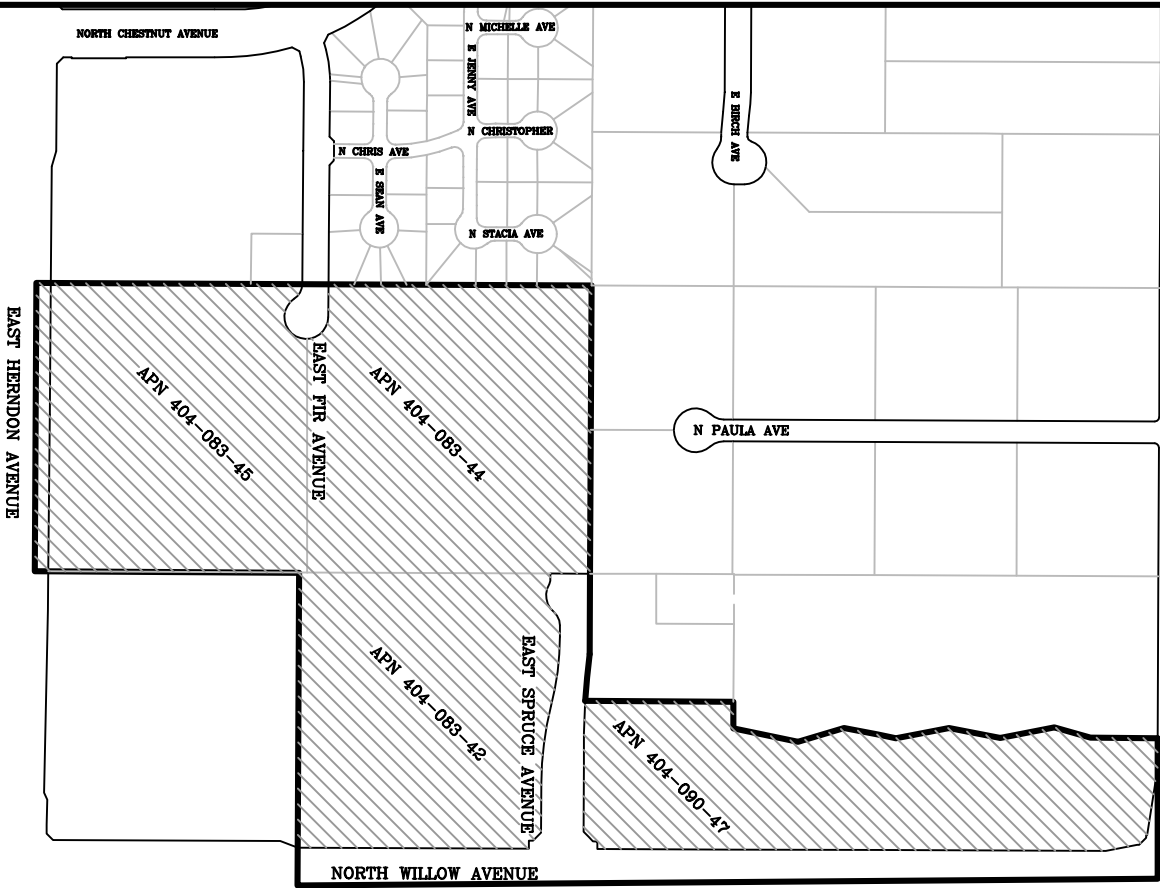 NORTH CHESTNUT AVENUE
N MICHELLE AVE
E JENNY AVE
E BIRCH AVE
N CHRISTOPHER
N CHRIS AVE
E SEAN AVE
N STACIA AVE
EAST HERNDON AVENUE
EAST FIR AVENUE
APN 404-083-45
APN 404-083-44
N PAULA AVE
APN 404-083-42
EAST SPRUCE AVENUE
APN 404-090-47
NORTH WILLOW AVENUE